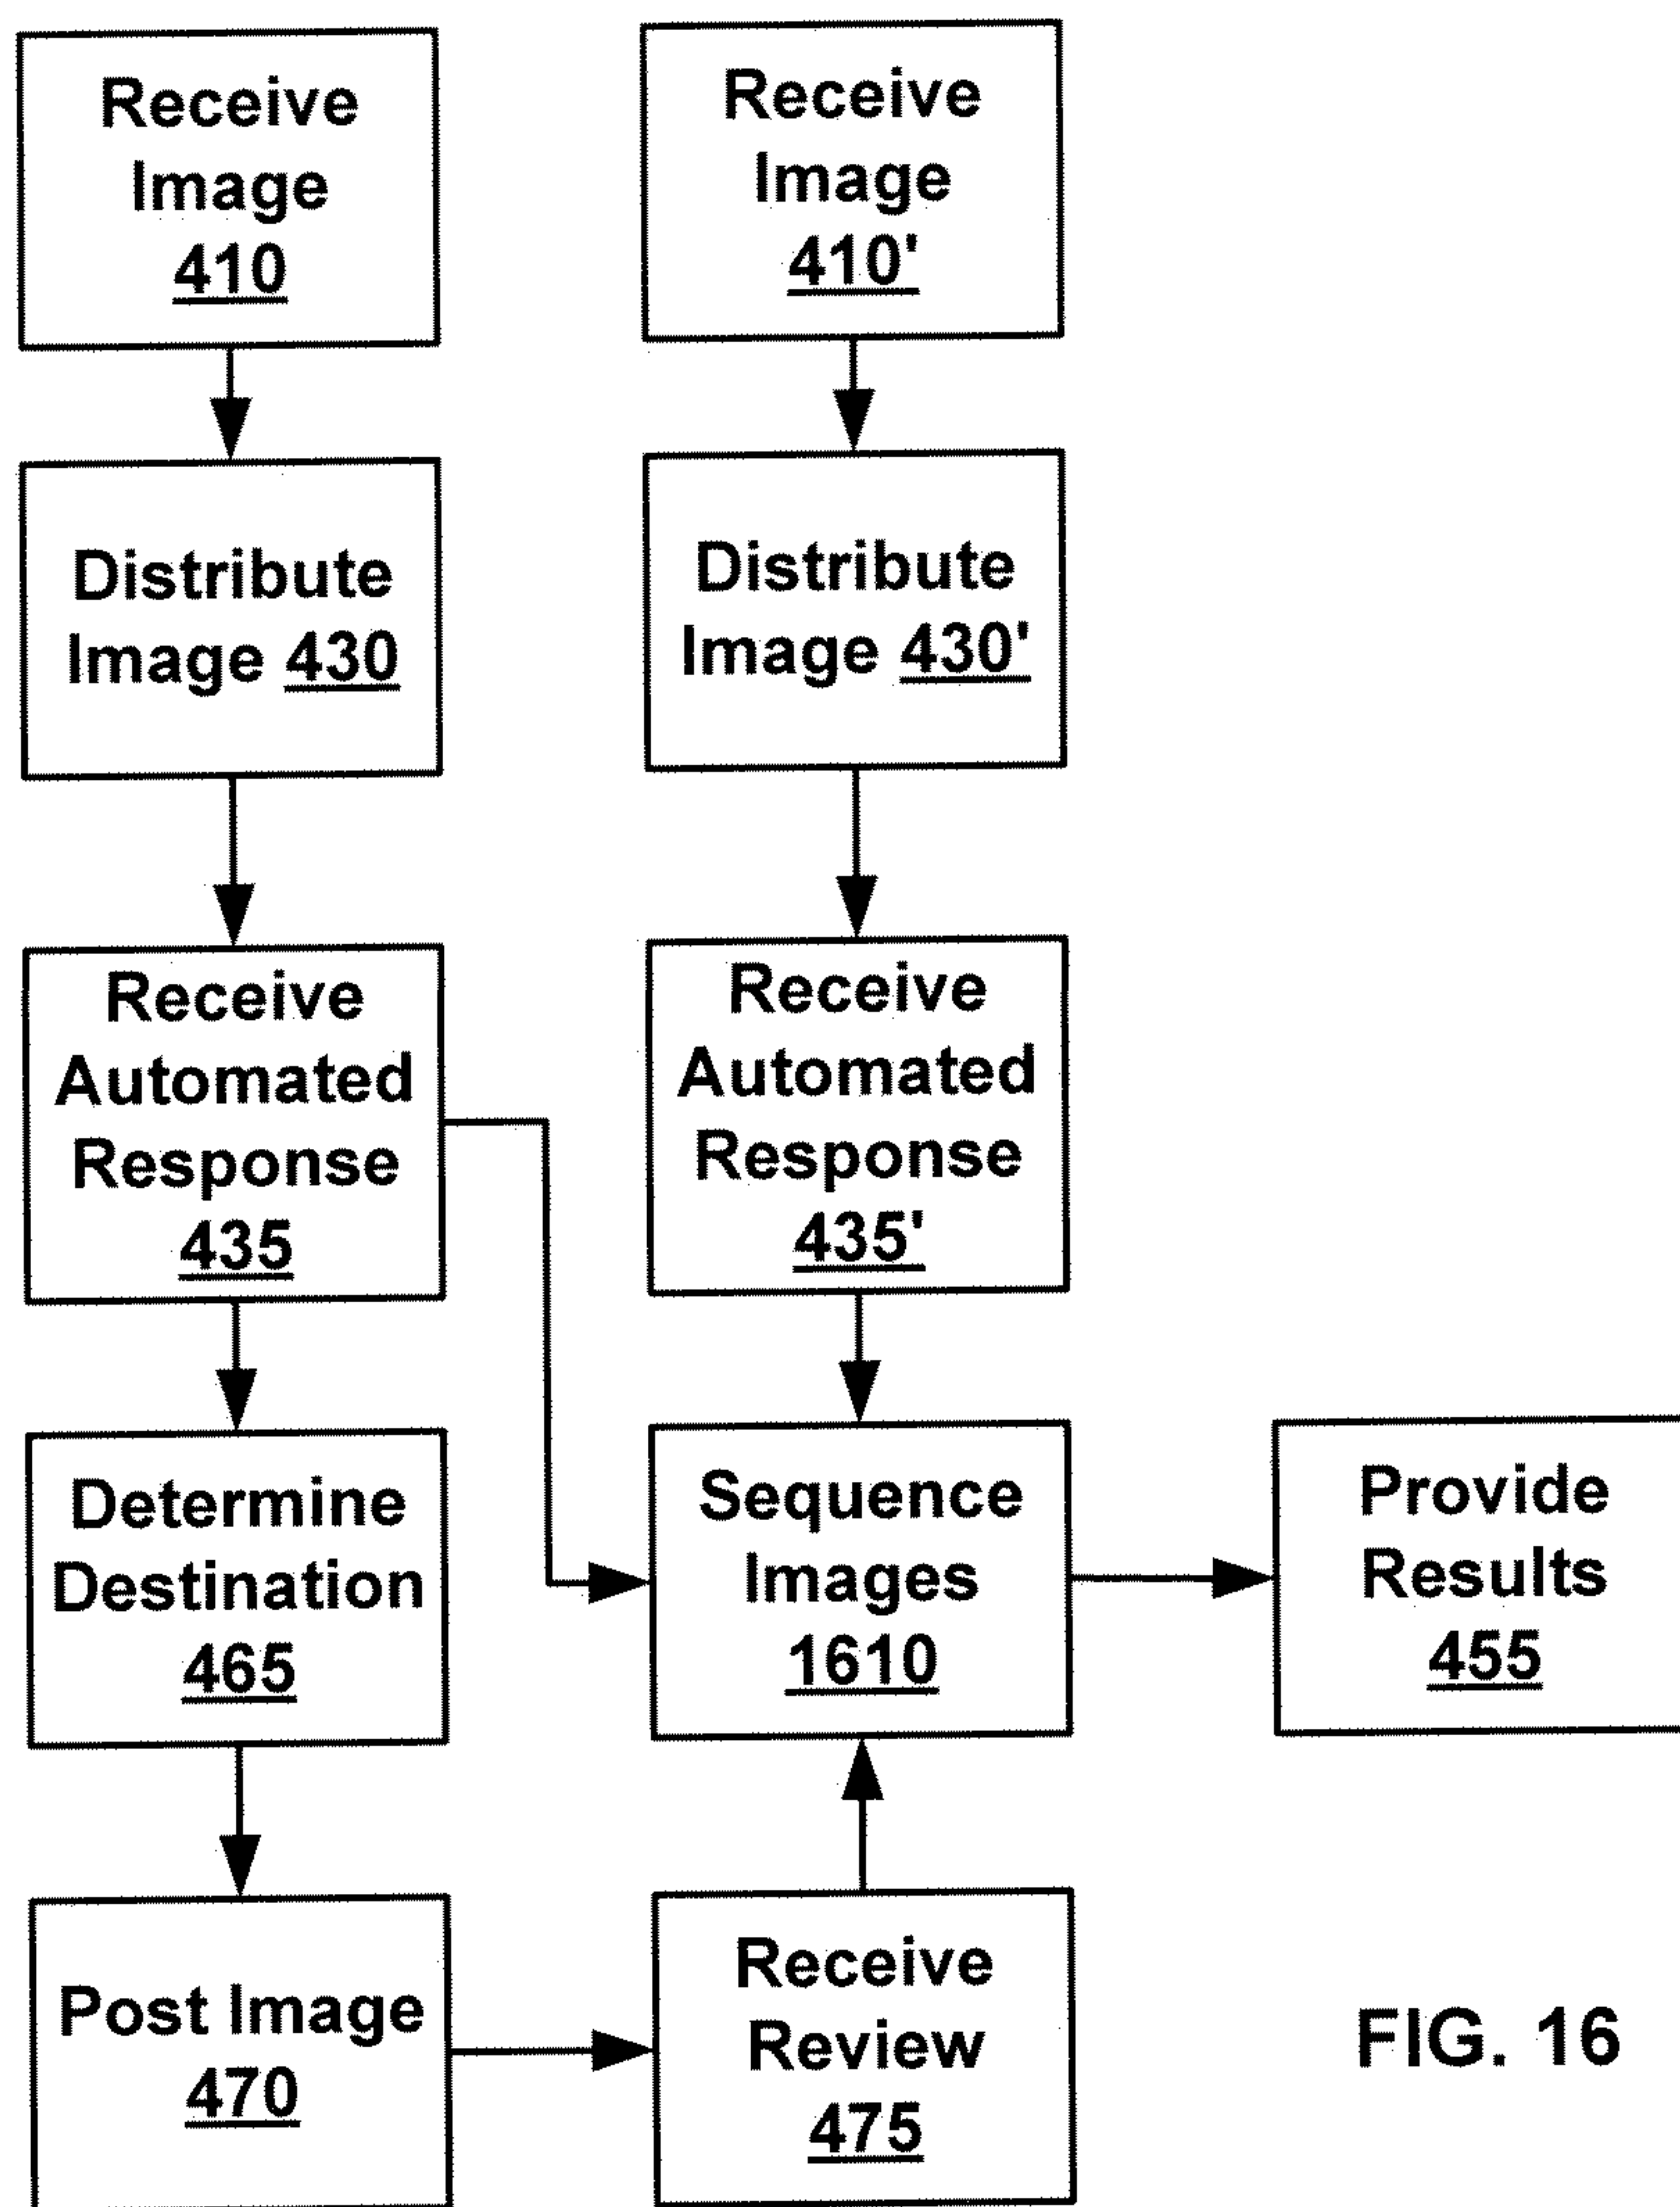 Receive
Image
410
Receive
Image
410'
Distribute
Image 430
Distribute
Image 430'
Receive
Automated
Response
435
Receive
Automated
Response
435'
Determine
Destination
465
Sequence
Images
1610
Provide
Results
455
Post Image
470
Receive
Review
475
FIG. 16